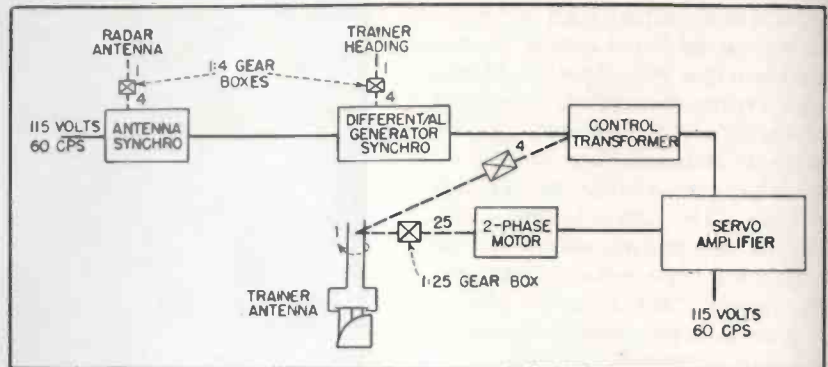 RADAR
ANTENNA
1
4
1:4 GEAR
BOXES
TRAINER
HEADING
1
4
115 VOLTS
60 CPS
ANTENNA
SYNCHRO
DIFFERENTIAL
GENERATOR
SYNCHRO
CONTROL
TRANSFORMER
4
1
25
2-PHASE
MOTOR
SERVO
AMPLIFIER
1:25 GEAR BOX
TRAINER
ANTENNA
115 VOLTS
60 CPS